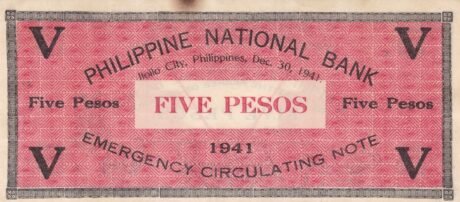 V V
PHILIPPINE NATIONAL BANK
Iloilo City, Philippines, Dec. 30, 1941
Five Pesos FIVE PESOS Five Pesos
1941
EMERGENCY CIRCULATING NOTE
V V